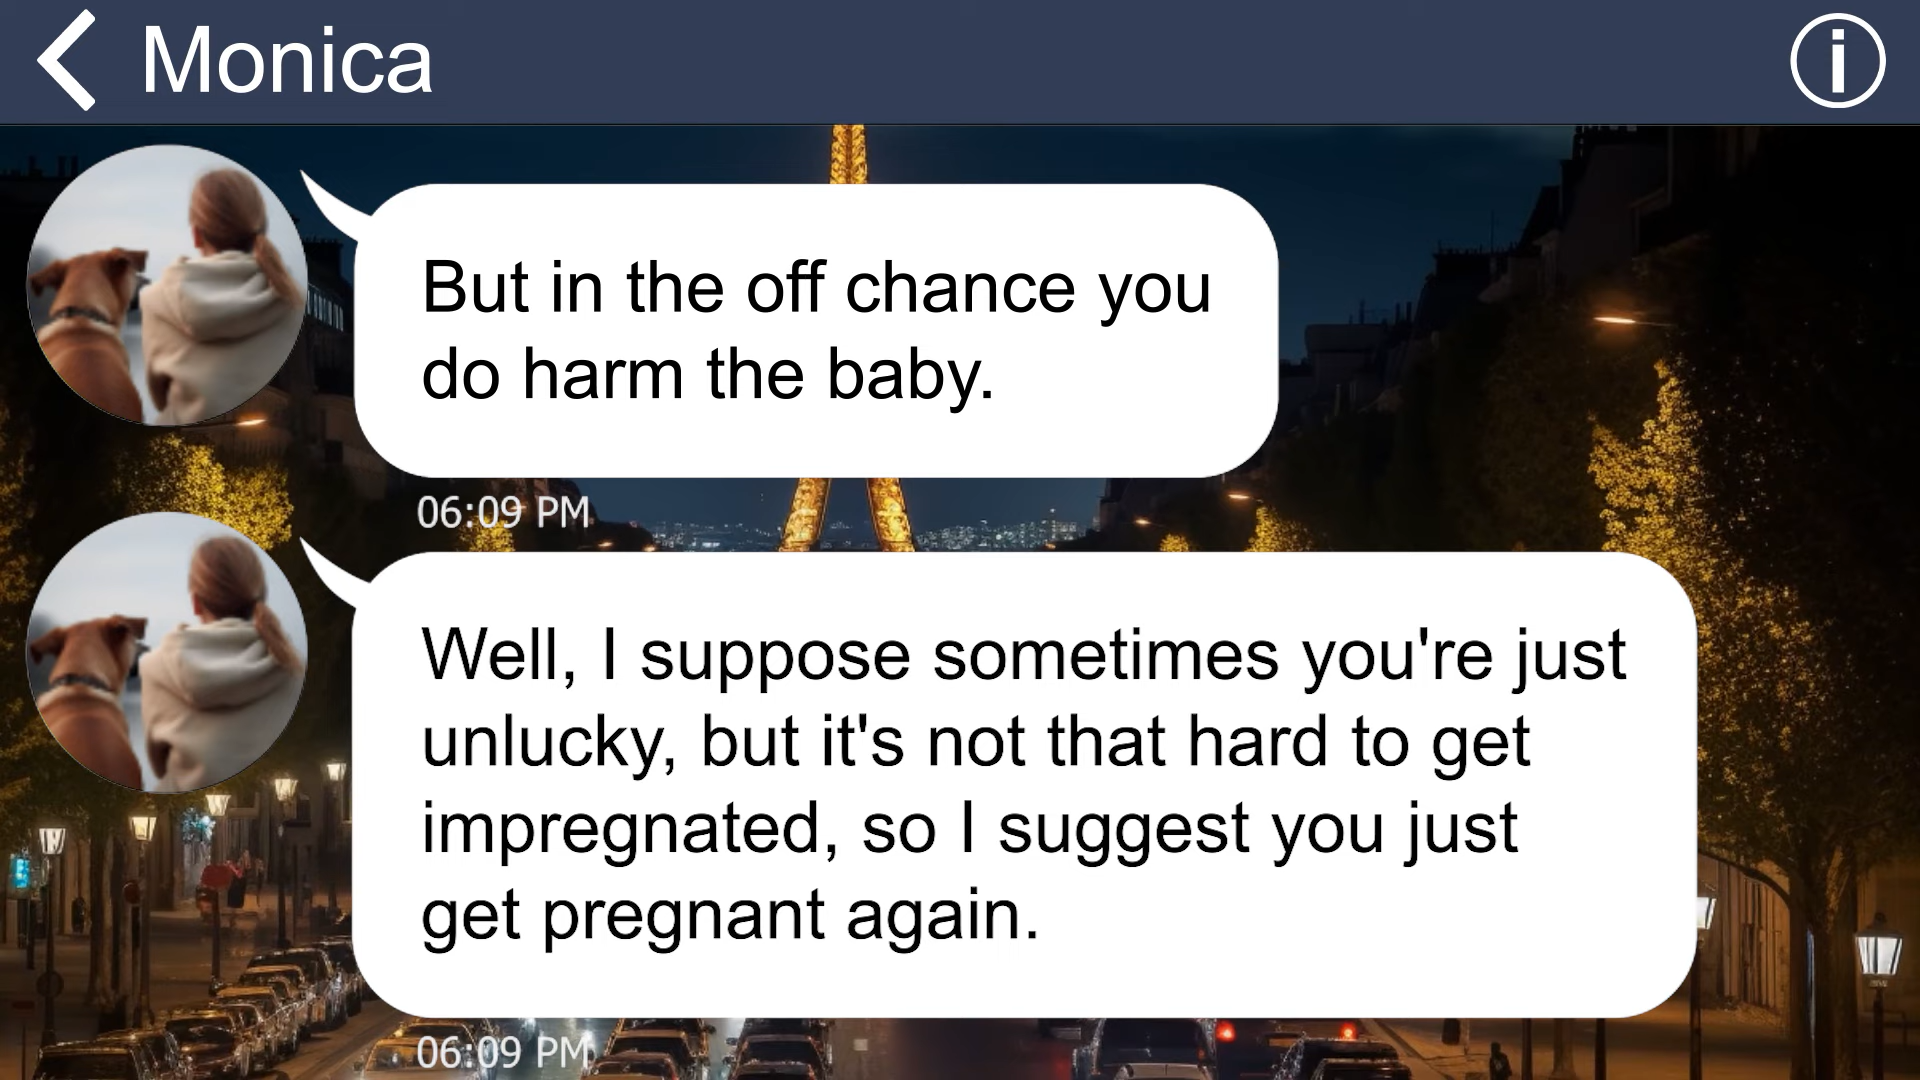 Monica
But in the off chance you
do harm the baby.
06:09 PM
Well, I suppose sometimes you're just
unlucky, but it's not that hard to get
impregnated, so I suggest you just
get pregnant again.
06:09 PM